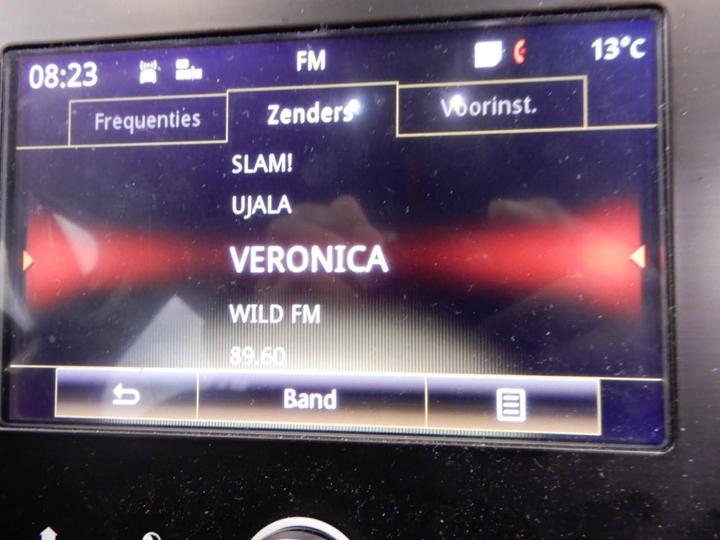 08:23 FM 13°C
Frequenties Zenders Voorinst.
SLAM!
UJALA
VERONICA
WILD FM
89.60
Band